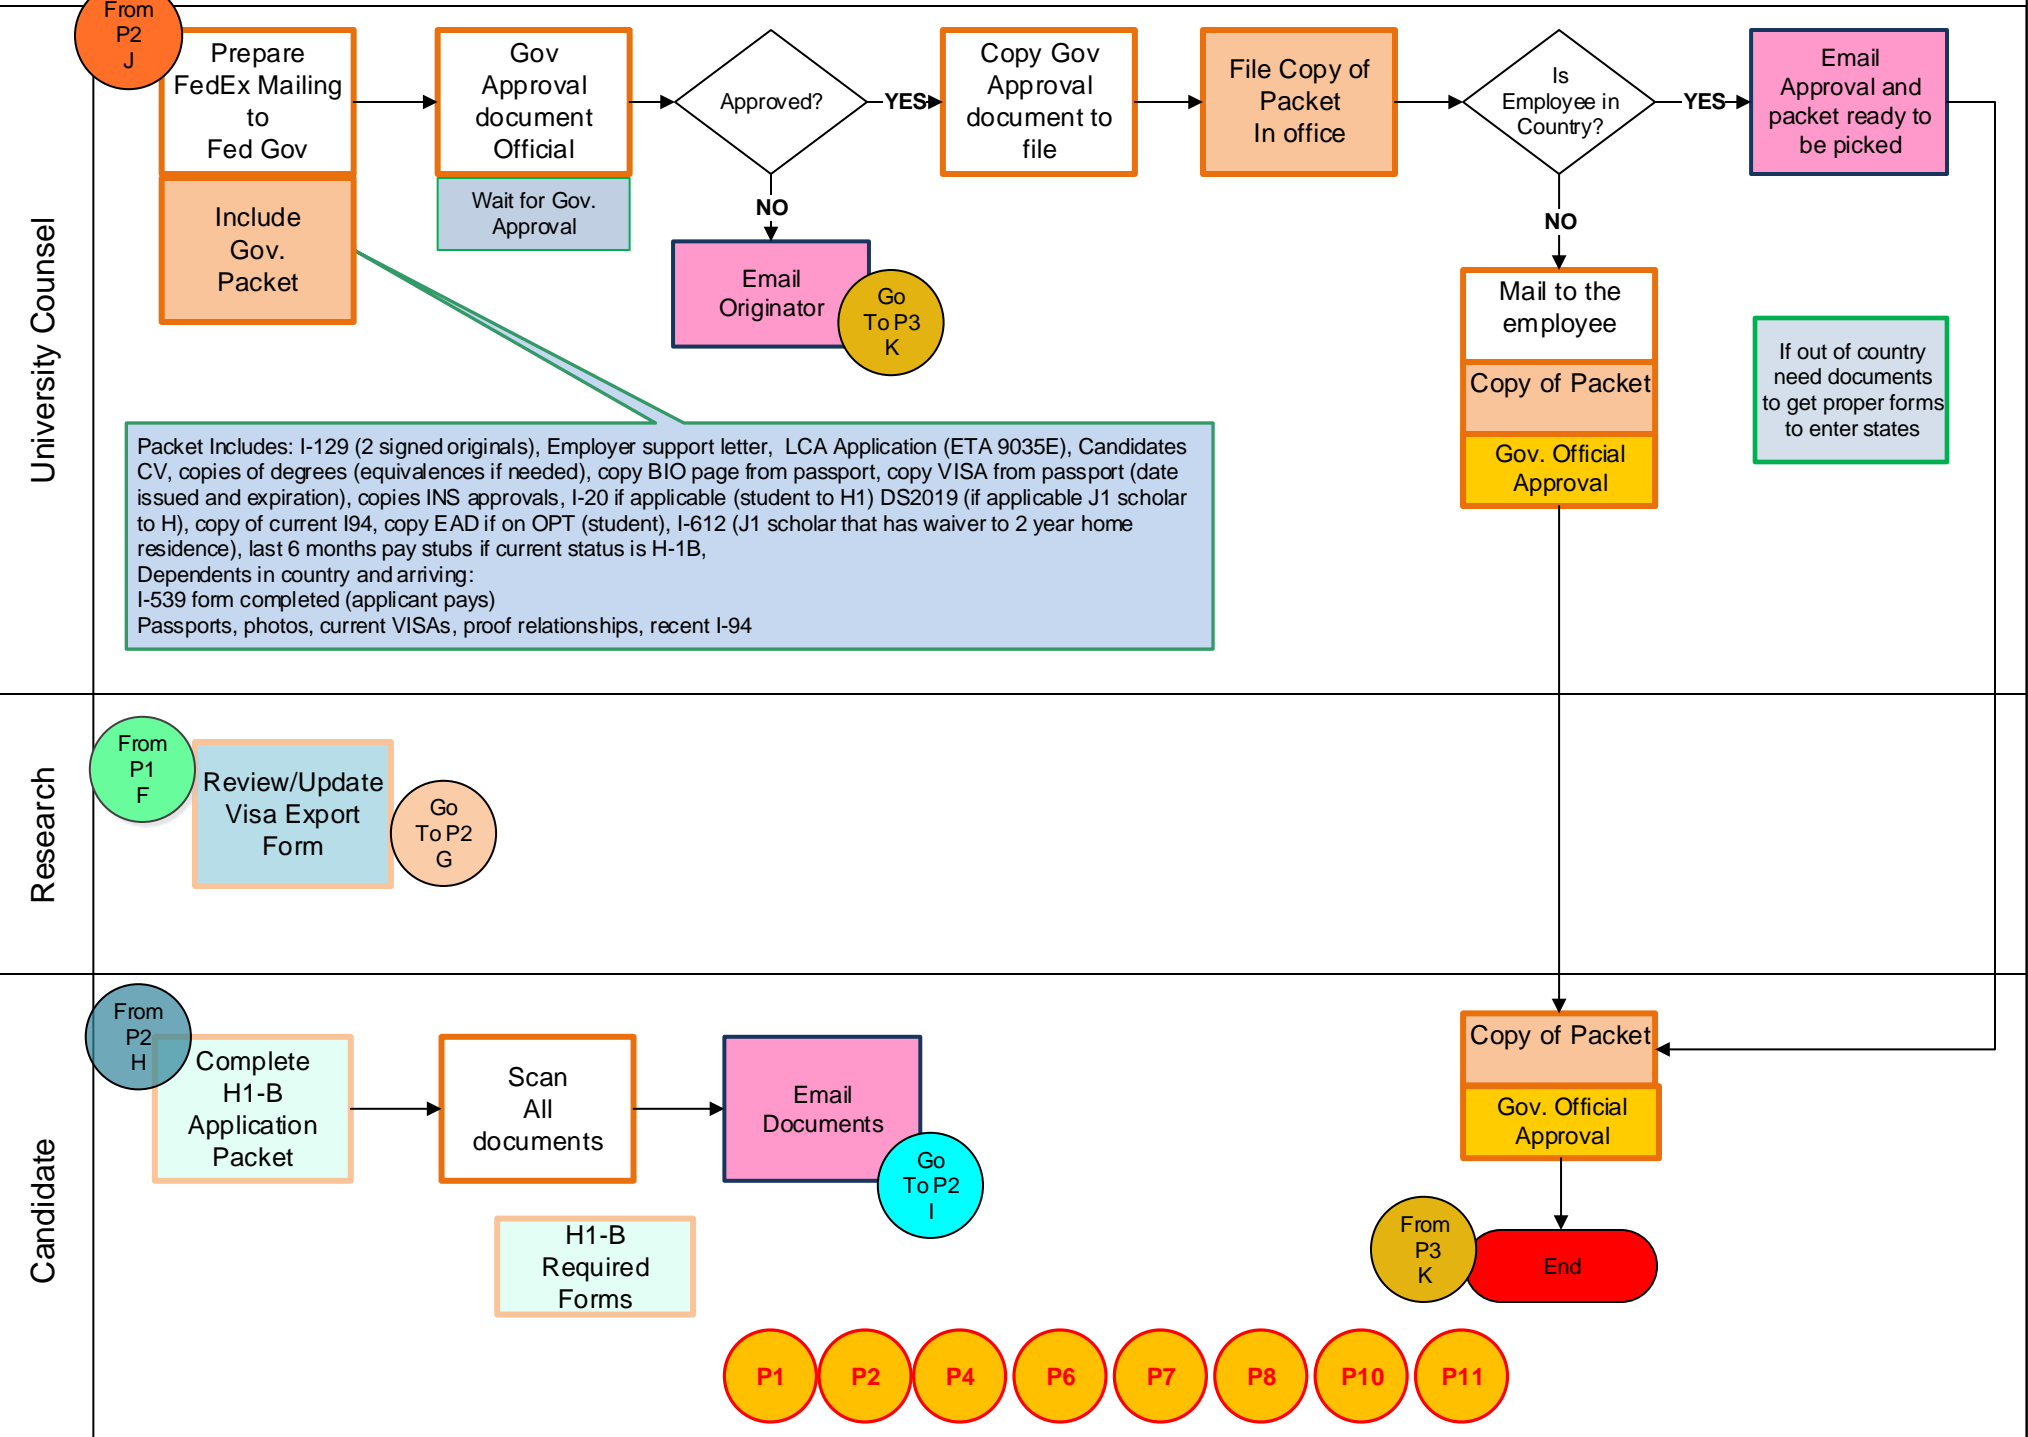 University Counsel
From
P2
J
Prepare
FedEx Mailing
to
Fed Gov
Include
Gov.
Packet
Gov
Approval
document
Official
Wait for Gov.
Approval
Approved?
YES
NO
Email
Originator
Go
To P3
K
Copy Gov
Approval
document to
file
File Copy of
Packet
In office
Is
Employee in
Country?
YES
NO
Email
Approval and
packet ready to
be picked
Mail to the
employee
Copy of Packet
Gov. Official
Approval
If out of country
need documents
to get proper forms
to enter states
Packet Includes: I-129 (2 signed originals), Employer support letter, LCA Application (ETA 9035E), Candidates
CV, copies of degrees (equivalences if needed), copy BIO page from passport, copy VISA from passport (date
issued and expiration), copies INS approvals, I-20 if applicable (student to H1) DS2019 (if applicable J1 scholar
to H), copy of current I94, copy EAD if on OPT (student), I-612 (J1 scholar that has waiver to 2 year home
residence), last 6 months pay stubs if current status is H-1B,
Dependents in country and arriving:
I-539 form completed (applicant pays)
Passports, photos, current VISAs, proof relationships, recent I-94
Research
From
P1
F
Review/Update
Visa Export
Form
Go
To P2
G
Candidate
From
P2
H
Complete
H1-B
Application
Packet
Scan
All
documents
Email
Documents
Go
To P2
I
H1-B
Required
Forms
Copy of Packet
Gov. Official
Approval
From
P3
K
End
P1
P2
P4
P6
P7
P8
P10
P11